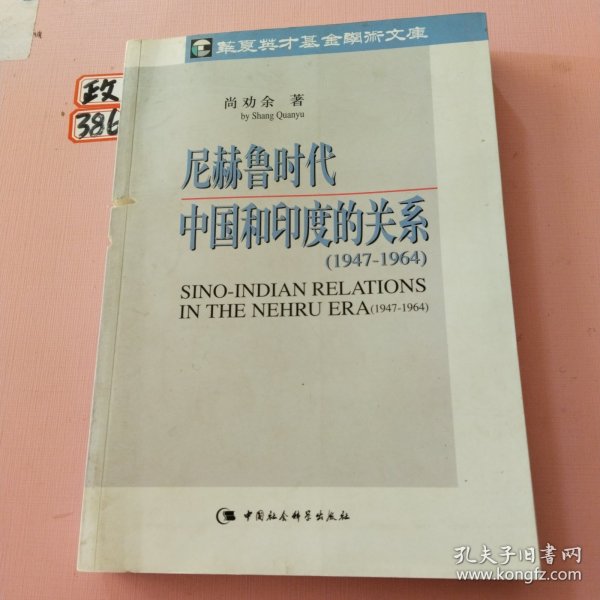 華夏英才基金學術文庫
政
386
尚劝余 著
by Shang Quanyu
尼赫鲁时代
中国和印度的关系
(1947-1964)
SINO-INDIAN RELATIONS
IN THE NEHRU ERA(1947-1964)
中国社会科学出版社
孔夫子旧书网
www.kongfz.com